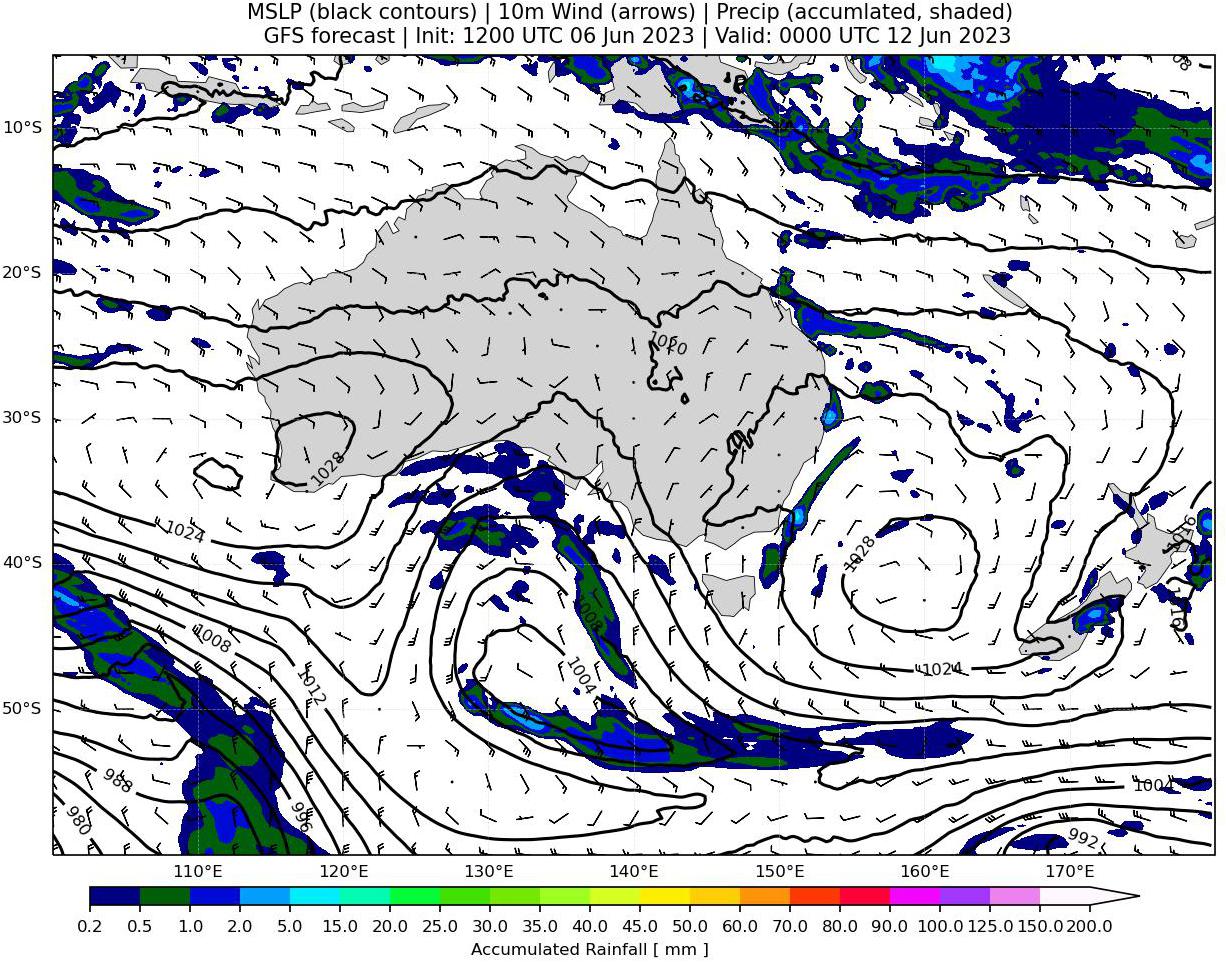 MSLP (black contours) | 10m Wind (arrows) | Precip (accumlated, shaded)
GFS forecast | Init: 1200 UTC 06 Jun 2023 | Valid: 0000 UTC 12 Jun 2023
10°S
20°S
1020
30°S
1028
1024
1028
1016
40°S
1008
1008
1016
1012
1004
1024
50°S
988
1004
980
996
992
110°E 120°E 130°E 140°E 150°E 160°E 170°E
0.2 0.5 1.0 2.0 5.0 10.0 15.0 20.0 25.0 30.0 35.0 40.0 45.0 50.0 60.0 70.0 80.0 90.0 100.0 125.0 150.0 200.0
Accumulated Rainfall [ mm ]